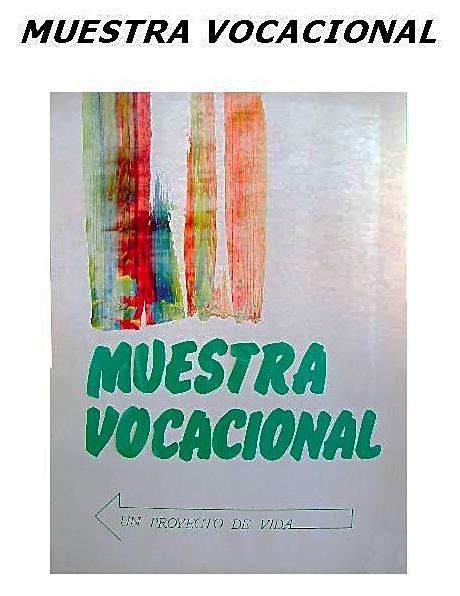 MUESTRA VOCACIONAL
MUESTRA
VOCACIONAL
UN PROYECTO DE VIDA